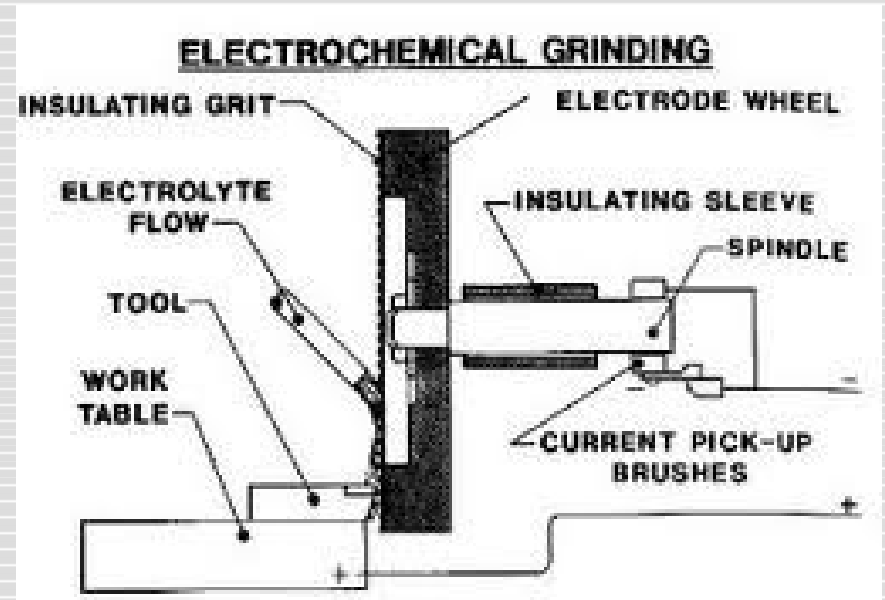 ELECTROCHEMICAL GRINDING
INSULATING GRIT
ELECTRODE WHEEL
ELECTROLYTE
FLOW
INSULATING SLEEVE
SPINDLE
TOOL
WORK
TABLE
-
-
CURRENT PICK-UP
BRUSHES
+
+